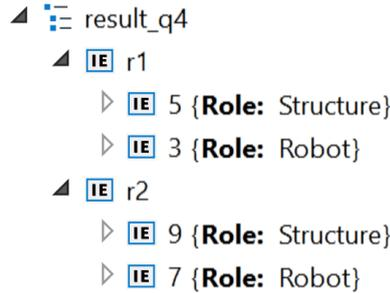 result_q4
IE r1
IE 5 {Role: Structure}
IE 3 {Role: Robot}
IE r2
IE 9 {Role: Structure}
IE 7 {Role: Robot}